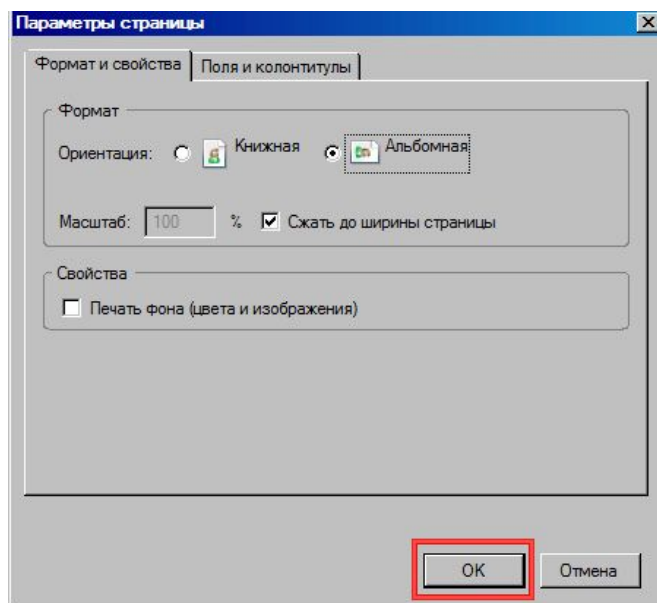 Параметры страницы
Формат и свойства Поля и колонтитулы
Формат
Ориентация: Книжная Альбомная
Масштаб: 100 % Сжать до ширины страницы
Свойства
Печать фона (цвета и изображения)
OK Отмена